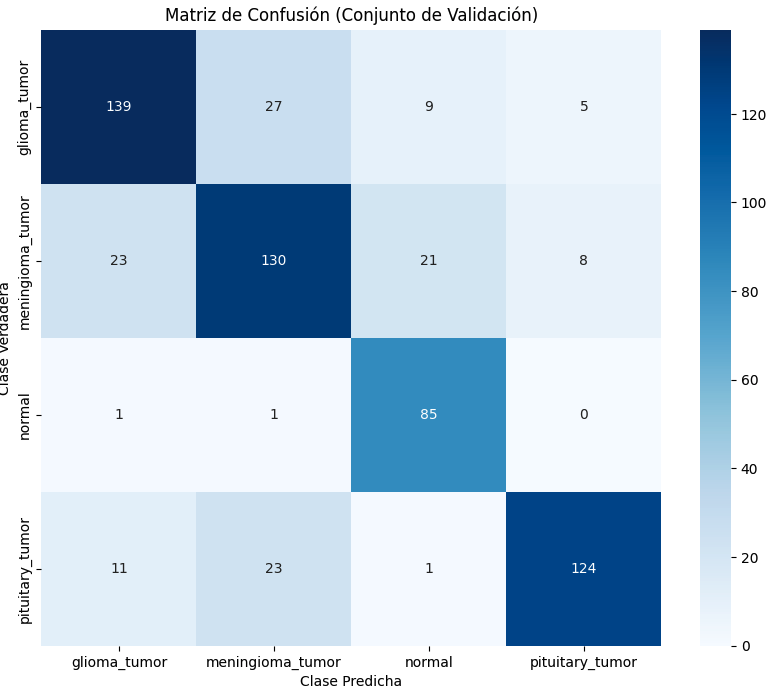 Matriz de Confusión (Conjunto de Validación)
Clase Verdadera
glioma_tumor
139 27 9 5
meningioma_tumor
23 130 21 8
normal
1 1 85 0
pituitary_tumor
11 23 1 124
glioma_tumor meningioma_tumor normal pituitary_tumor
Clase Predicha
120
100
80
60
40
20
0